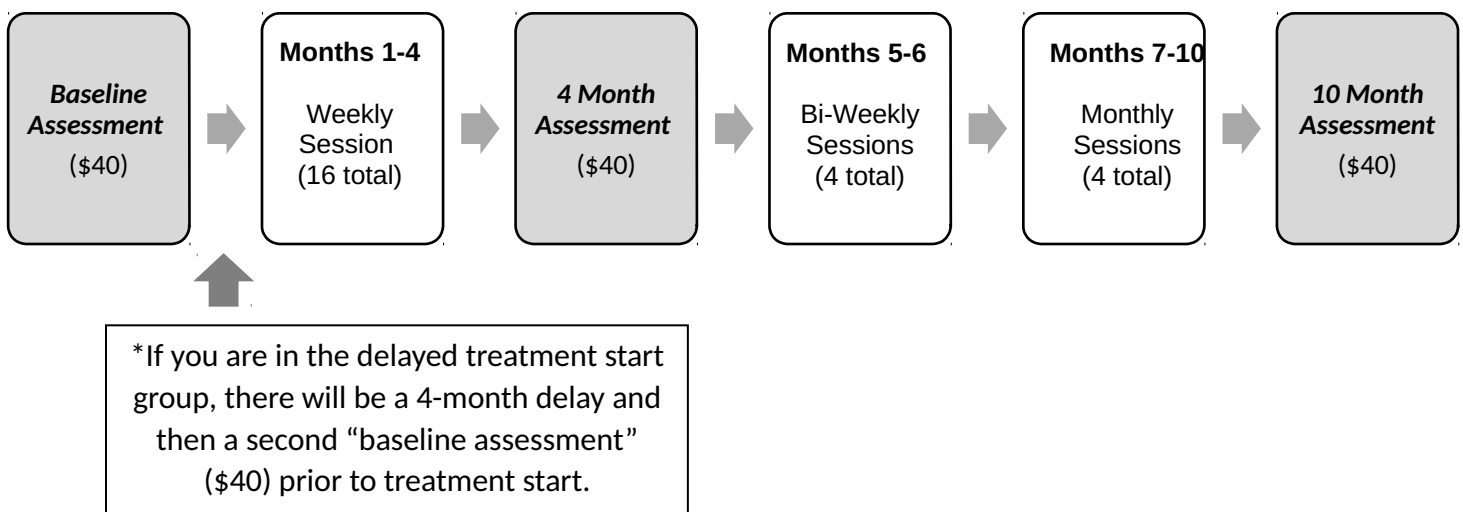 Baseline
Assessment
($40)
Months 1-4
Weekly
Session
(16 total)
4 Month
Assessment
($40)
Months 5-6
Bi-Weekly
Sessions
(4 total)
Months 7-10
Monthly
Sessions
(4 total)
10 Month
Assessment
($40)
*If you are in the delayed treatment start
group, there will be a 4-month delay and
then a second “baseline assessment”
($40) prior to treatment start.